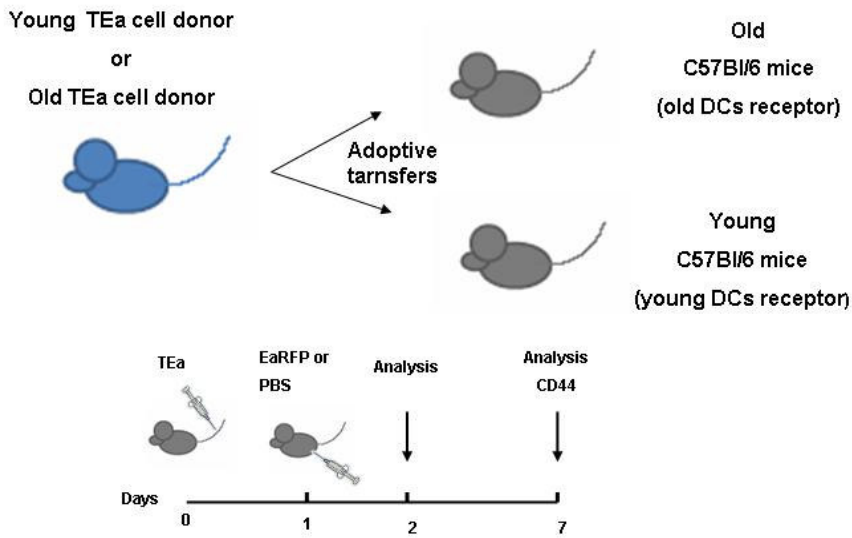 Young TEa cell donor
or
Old TEa cell donor
Adoptive
tarnsfers
Old
C57Bl/6 mice
(old DCs receptor)
Young
C57Bl/6 mice
(young DCs receptor)
TEa
EaRFP or
PBS
Analysis
Analysis
CD44
Days
0
1
2
7